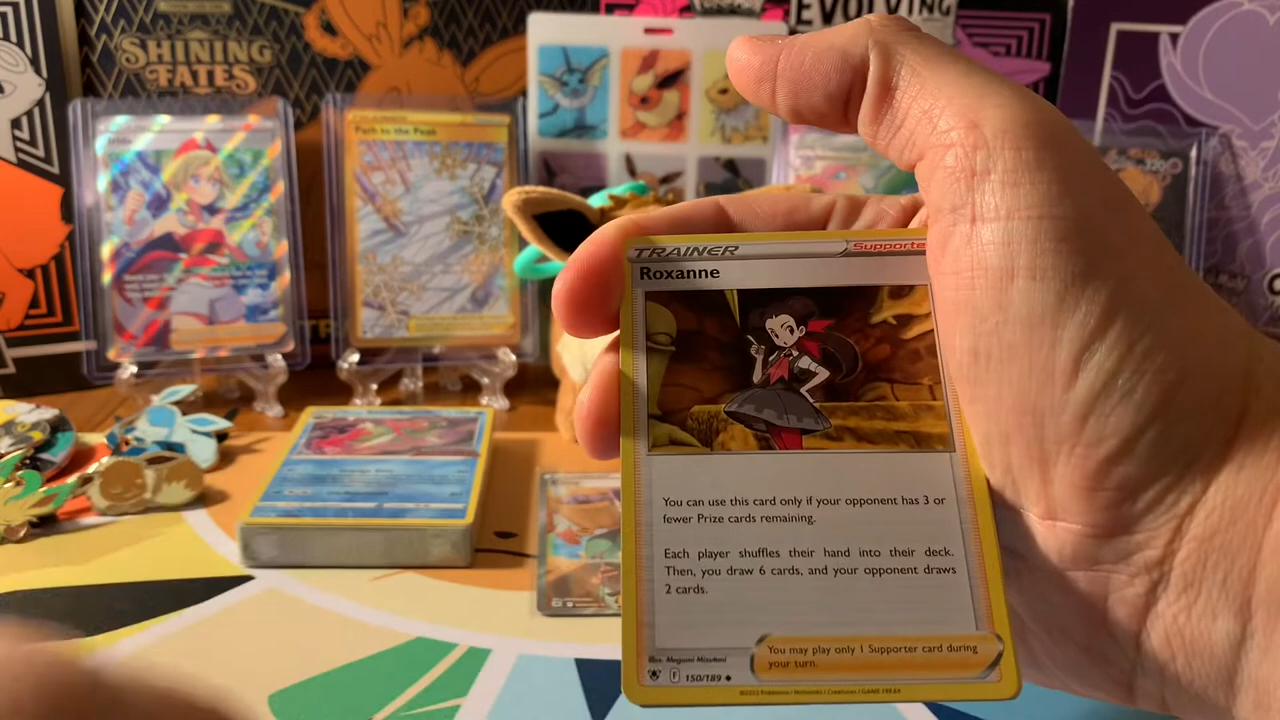 SHINING
FATES
EVOLVING
Path to the Peak
TRAINER
Supporte
Roxanne
You can use this card only if your opponent has 3 or
fewer Prize cards remaining.
Each player shuffles their hand into their deck.
Then, you draw 6 cards, and your opponent draws
2 cards.
You may play only 1 Supporter card during
your turn.
Illus. Megumi Mizutani
F 150/189
©2022 Pokémon / Nintendo / Creatures / GAME FREAK